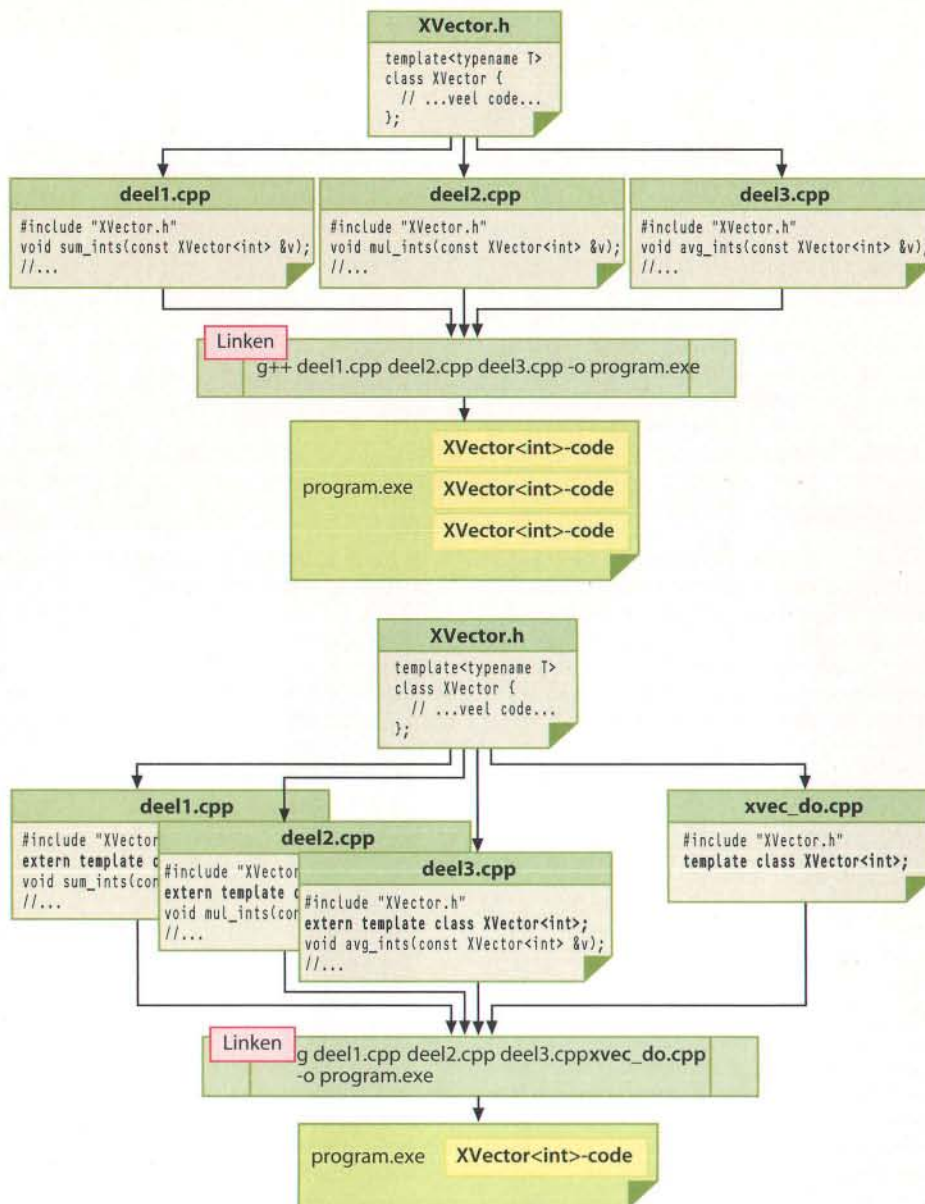 XVector.h
template<typename T>
class XVector {
// ...veel code...
};
deel1.cpp
#include "XVector.h"
void sum_ints(const XVector<int> &v);
//...
deel2.cpp
#include "XVector.h"
void mul_ints(const XVector<int> &v);
//...
deel3.cpp
#include "XVector.h"
void avg_ints(const XVector<int> &v)
//...
Linken
g++ deel1.cpp deel2.cpp deel3.cpp -o program.exe
program.exe
XVector<int>-code
XVector<int>-code
XVector<int>-code
XVector.h
template<typename T>
class XVector {
// ...veel code...
};
deel1.cpp
#include "XVector
extern template c
void sum_ints(con
//...
deel2.cpp
#include "XVector
extern template c
void mul_ints(con
//...
deel3.cpp
#include "XVector.h"
extern template class XVector<int>;
void avg_ints(const XVector<int> &v);
//...
xvec_do.cpp
#include "XVector.h"
template class XVector<int>;
Linken
g deel1.cpp deel2.cpp deel3.cppxvec_do.cpp
-o program.exe
program.exe XVector<int>-code